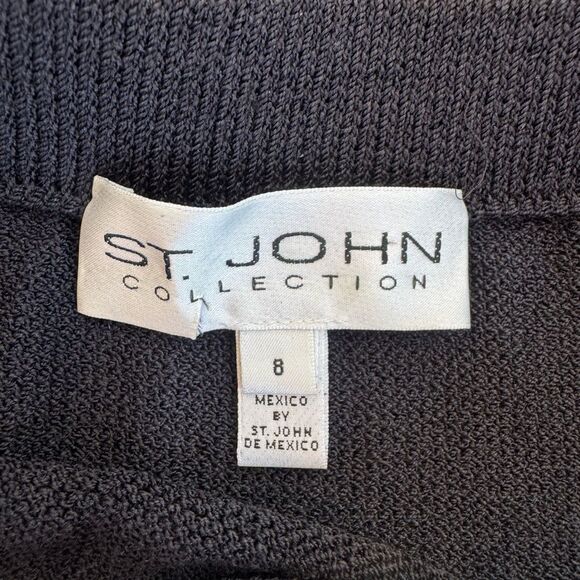 ST. JOHN
COLLECTION
8
MEXICO
BY
ST. JOHN
DE MEXICO